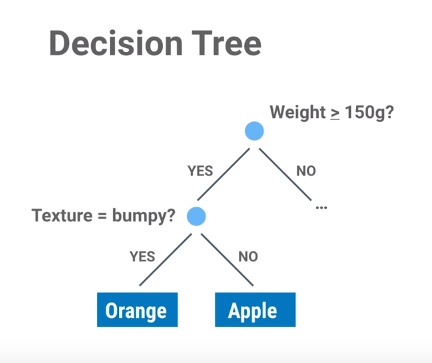 Decision Tree
Weight ≥ 150g?
YES
NO
...
Texture = bumpy?
YES
NO
Orange
Apple